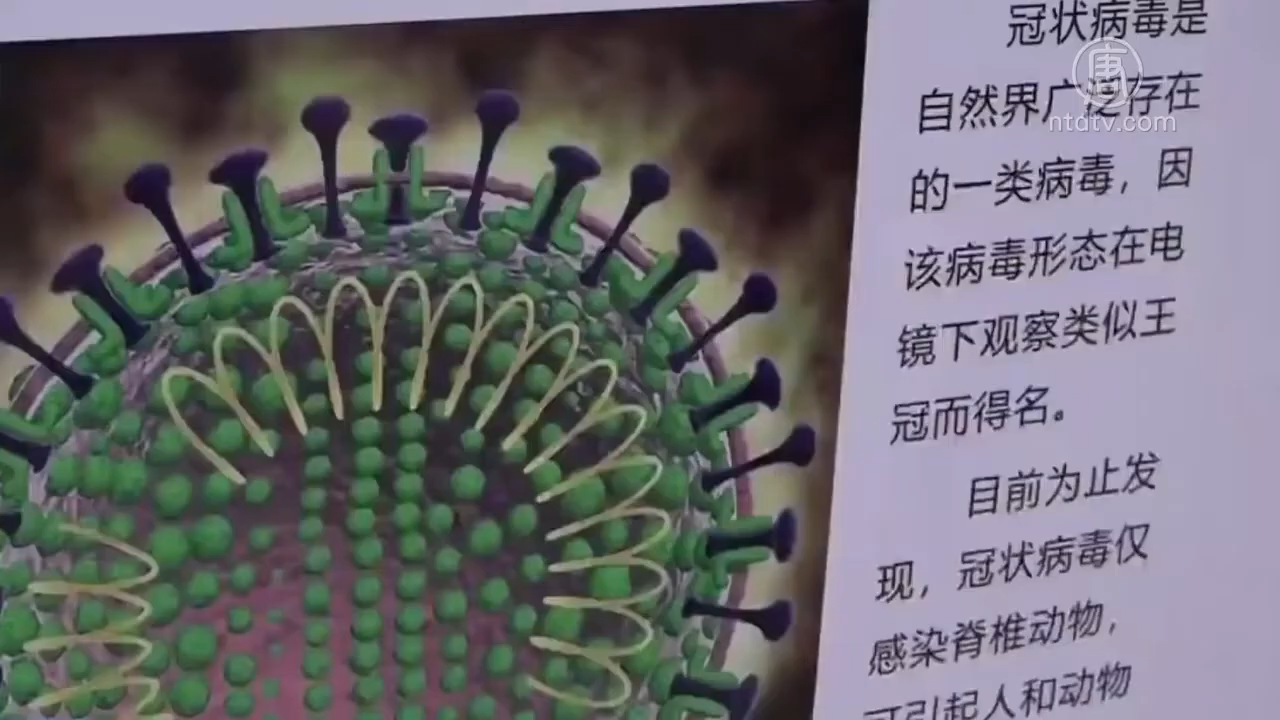 冠状病毒是
自然界广泛存在
的一类病毒，因
该病毒形态在电
镜下观察类似王
冠而得名。
目前为止发
现，冠状病毒仅
感染脊椎动物，
可引起人和动物
唐
ntdtv.com